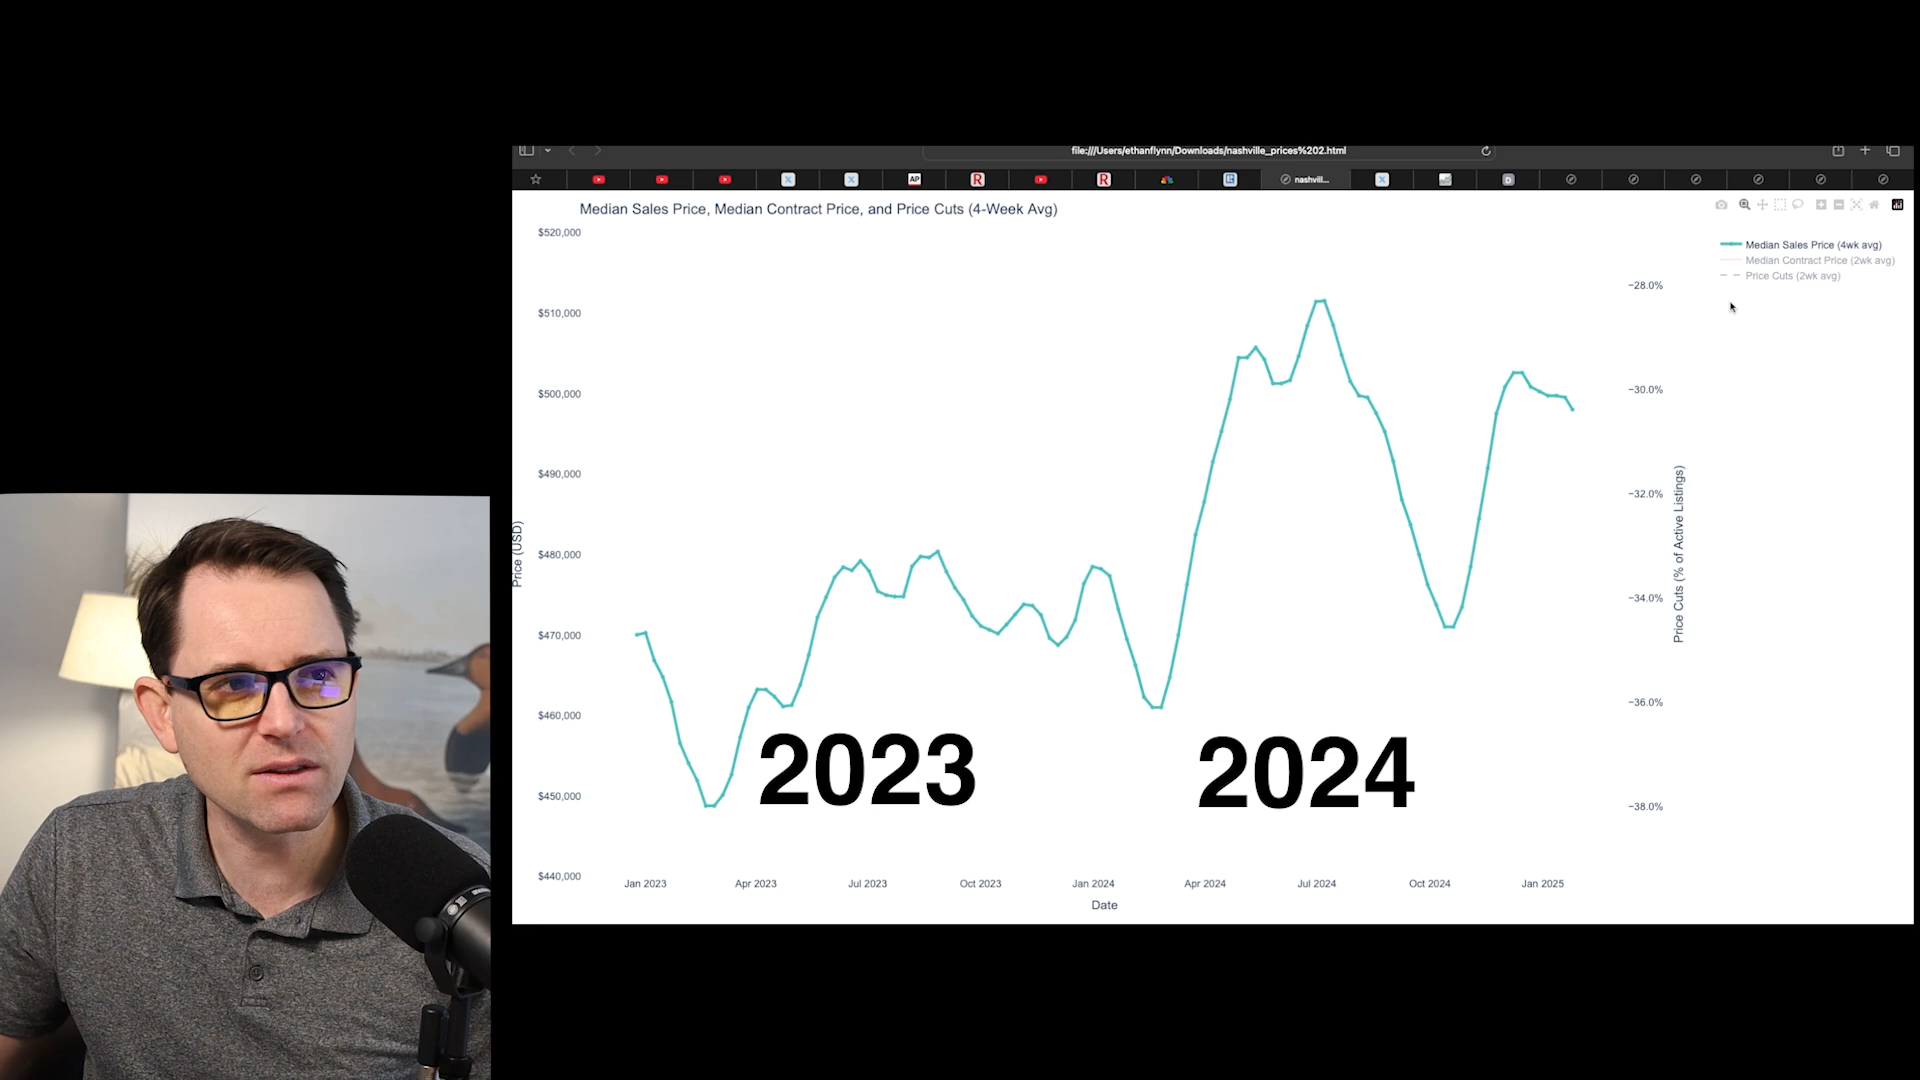 file:///Users/ethanflynn/Downloads/nashville_prices%202.html
AP
R
R
nashvill...
D
Median Sales Price, Median Contract Price, and Price Cuts (4-Week Avg)
Median Sales Price (4wk avg)
Median Contract Price (2wk avg)
Price Cuts (2wk avg)
$520,000
$510,000
$500,000
$490,000
$480,000
$470,000
$460,000
$450,000
$440,000
Price (USD)
−28.0%
−30.0%
−32.0%
−34.0%
−36.0%
−38.0%
Price Cuts (% of Active Listings)
2023
2024
Jan 2023
Apr 2023
Jul 2023
Oct 2023
Jan 2024
Apr 2024
Jul 2024
Oct 2024
Jan 2025
Date